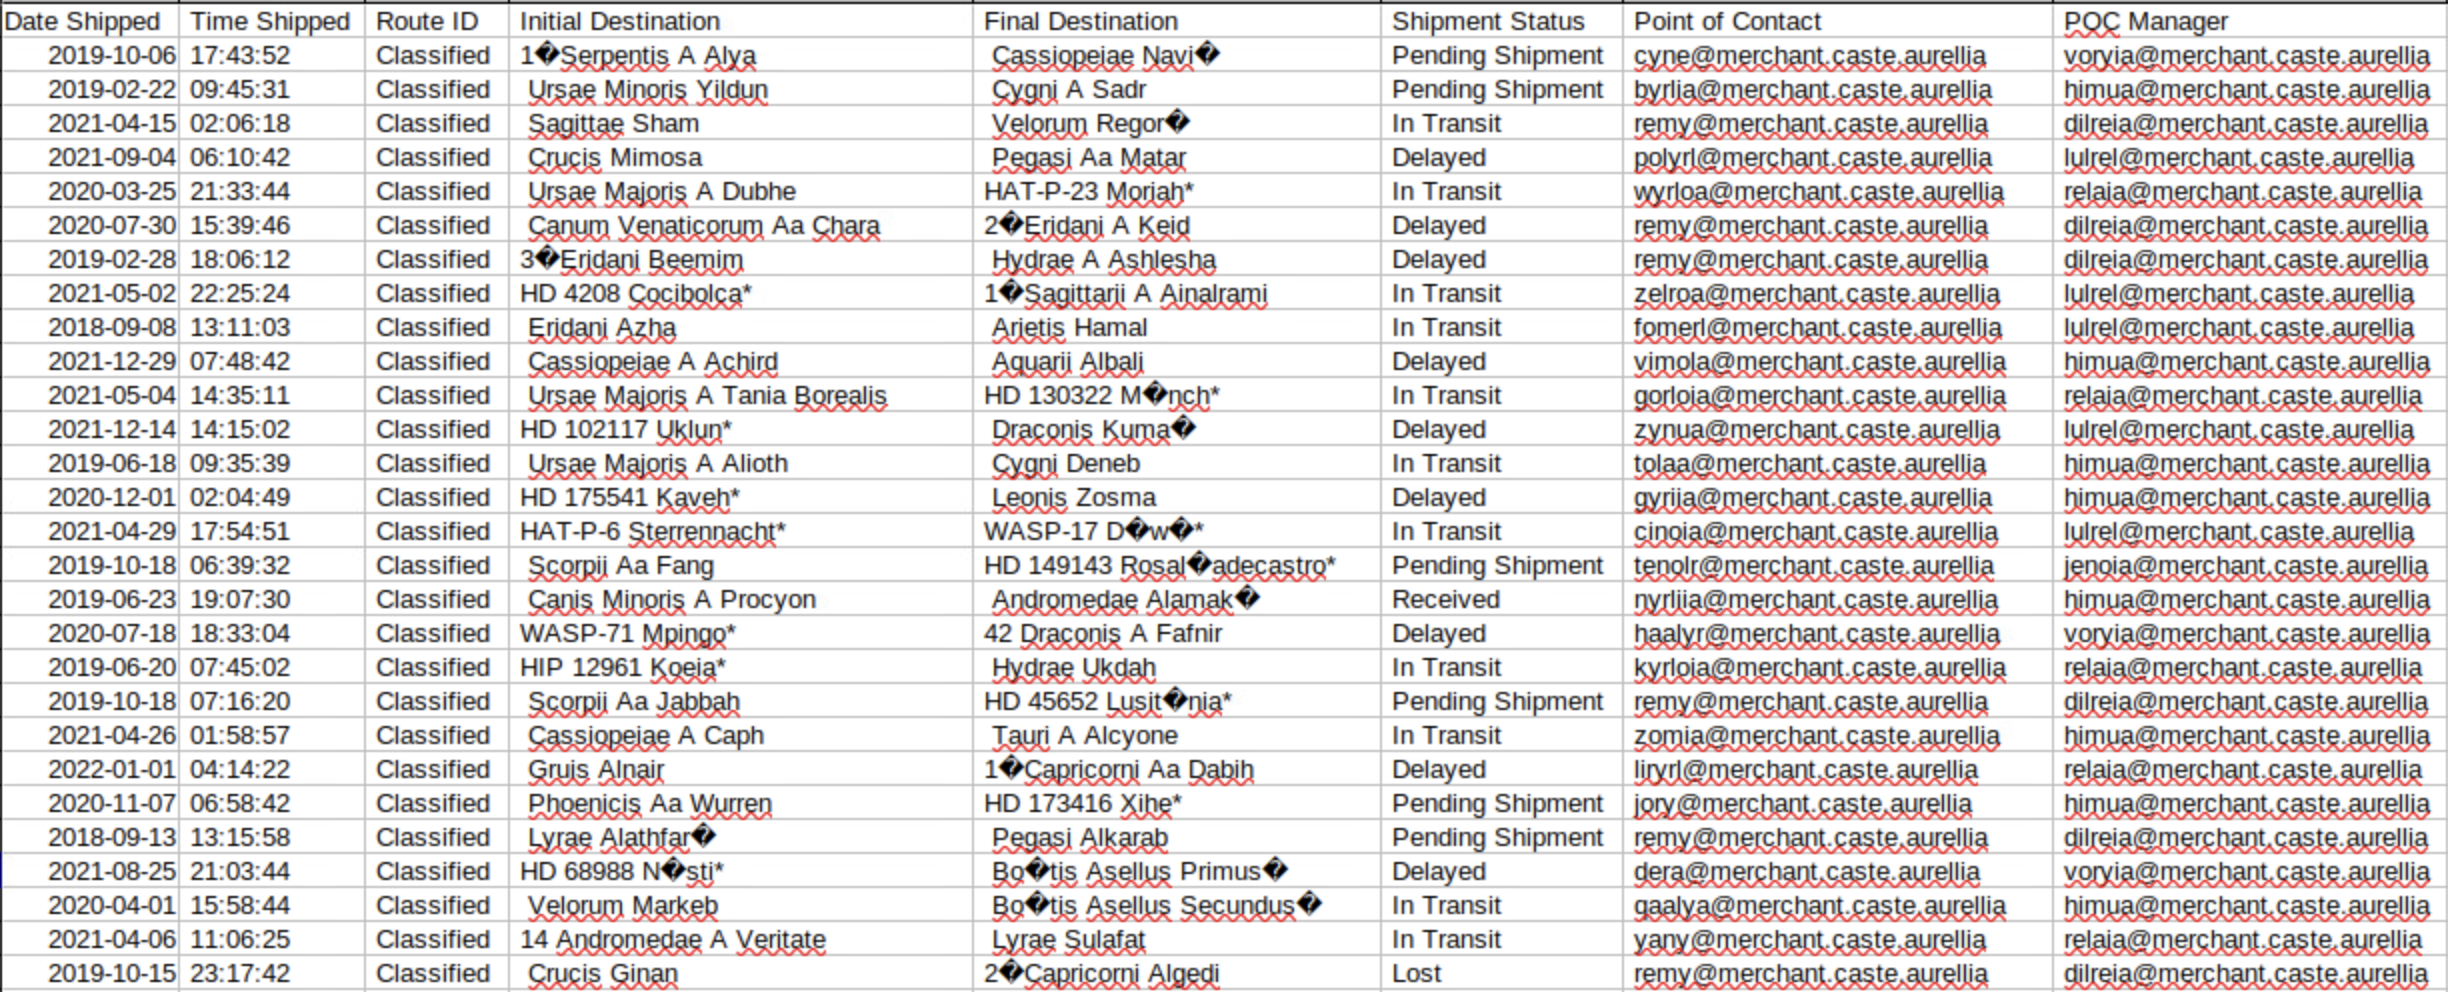 Date Shipped Time Shipped Route ID Initial Destination Final Destination Shipment Status Point of Contact POC Manager
2019-10-06 17:43:52 Classified 1�Serpentis A Alya Cassiopeiae Navi� Pending Shipment cyne@merchant.caste.aurellia voryia@merchant.caste.aurellia
2019-02-22 09:45:31 Classified Ursae Minoris Yildun Cygni A Sadr Pending Shipment byrlia@merchant.caste.aurellia himua@merchant.caste.aurellia
2021-04-15 02:06:18 Classified Sagittae Sham Velorum Regor� In Transit remy@merchant.caste.aurellia dilreia@merchant.caste.aurellia
2021-09-04 06:10:42 Classified Crucis Mimosa Pegasi Aa Matar Delayed polyrl@merchant.caste.aurellia lulrel@merchant.caste.aurellia
2020-03-25 21:33:44 Classified Ursae Majoris A Dubhe HAT-P-23 Moriah* In Transit wyrloa@merchant.caste.aurellia relaia@merchant.caste.aurellia
2020-07-30 15:39:46 Classified Canum Venaticorum Aa Chara 2�Eridani A Keid Delayed remy@merchant.caste.aurellia dilreia@merchant.caste.aurellia
2019-02-28 18:06:12 Classified 3�Eridani Beemim Hydrae A Ashlesha Delayed remy@merchant.caste.aurellia dilreia@merchant.caste.aurellia
2021-05-02 22:25:24 Classified HD 4208 Cocibolca* 1�Sagittarii A Ainalrami In Transit zelroa@merchant.caste.aurellia lulrel@merchant.caste.aurellia
2018-09-08 13:11:03 Classified Eridani Azha Arietis Hamal In Transit fomerl@merchant.caste.aurellia lulrel@merchant.caste.aurellia
2021-12-29 07:48:42 Classified Cassiopeiae A Achird Aquarii Albali Delayed vimola@merchant.caste.aurellia himua@merchant.caste.aurellia
2021-05-04 14:35:11 Classified Ursae Majoris A Tania Borealis HD 130322 M�nch* In Transit gorloia@merchant.caste.aurellia relaia@merchant.caste.aurellia
2021-12-14 14:15:02 Classified HD 102117 Uklun* Draconis Kuma� Delayed zynua@merchant.caste.aurellia lulrel@merchant.caste.aurellia
2019-06-18 09:35:39 Classified Ursae Majoris A Alioth Cygni Deneb In Transit tolaa@merchant.caste.aurellia himua@merchant.caste.aurellia
2020-12-01 02:04:49 Classified HD 175541 Kaveh* Leonis Zosma Delayed gyriia@merchant.caste.aurellia himua@merchant.caste.aurellia
2021-04-29 17:54:51 Classified HAT-P-6 Sterrennacht* WASP-17 D�w�* In Transit cinoia@merchant.caste.aurellia lulrel@merchant.caste.aurellia
2019-10-18 06:39:32 Classified Scorpii Aa Fang HD 149143 Rosal�adecastro* Pending Shipment tenolr@merchant.caste.aurellia jenoia@merchant.caste.aurellia
2019-06-23 19:07:30 Classified Canis Minoris A Procyon Andromedae Alamak� Received nyrliia@merchant.caste.aurellia himua@merchant.caste.aurellia
2020-07-18 18:33:04 Classified WASP-71 Mpingo* 42 Draconis A Fafnir Delayed haalyr@merchant.caste.aurellia voryia@merchant.caste.aurellia
2019-06-20 07:45:02 Classified HIP 12961 Koeia* Hydrae Ukdah In Transit kyrloia@merchant.caste.aurellia relaia@merchant.caste.aurellia
2019-10-18 07:16:20 Classified Scorpii Aa Jabbah HD 45652 Lusit�nia* Pending Shipment remy@merchant.caste.aurellia dilreia@merchant.caste.aurellia
2021-04-26 01:58:57 Classified Cassiopeiae A Caph Tauri A Alcyone In Transit zomia@merchant.caste.aurellia himua@merchant.caste.aurellia
2022-01-01 04:14:22 Classified Gruis Alnair 1�Capricorni Aa Dabih Delayed liryrl@merchant.caste.aurellia relaia@merchant.caste.aurellia
2020-11-07 06:58:42 Classified Phoenicis Aa Wurren HD 173416 Xihe* Pending Shipment jory@merchant.caste.aurellia himua@merchant.caste.aurellia
2018-09-13 13:15:58 Classified Lyrae Alathfar� Pegasi Alkarab Pending Shipment remy@merchant.caste.aurellia dilreia@merchant.caste.aurellia
2021-08-25 21:03:44 Classified HD 68988 N�sti* Bo�tis Asellus Primus� Delayed dera@merchant.caste.aurellia voryia@merchant.caste.aurellia
2020-04-01 15:58:44 Classified Velorum Markeb Bo�tis Asellus Secundus� In Transit gaalya@merchant.caste.aurellia himua@merchant.caste.aurellia
2021-04-06 11:06:25 Classified 14 Andromedae A Veritate Lyrae Sulafat In Transit yany@merchant.caste.aurellia relaia@merchant.caste.aurellia
2019-10-15 23:17:42 Classified Crucis Ginan 2�Capricorni Algedi Lost remy@merchant.caste.aurellia dilreia@merchant.caste.aurellia